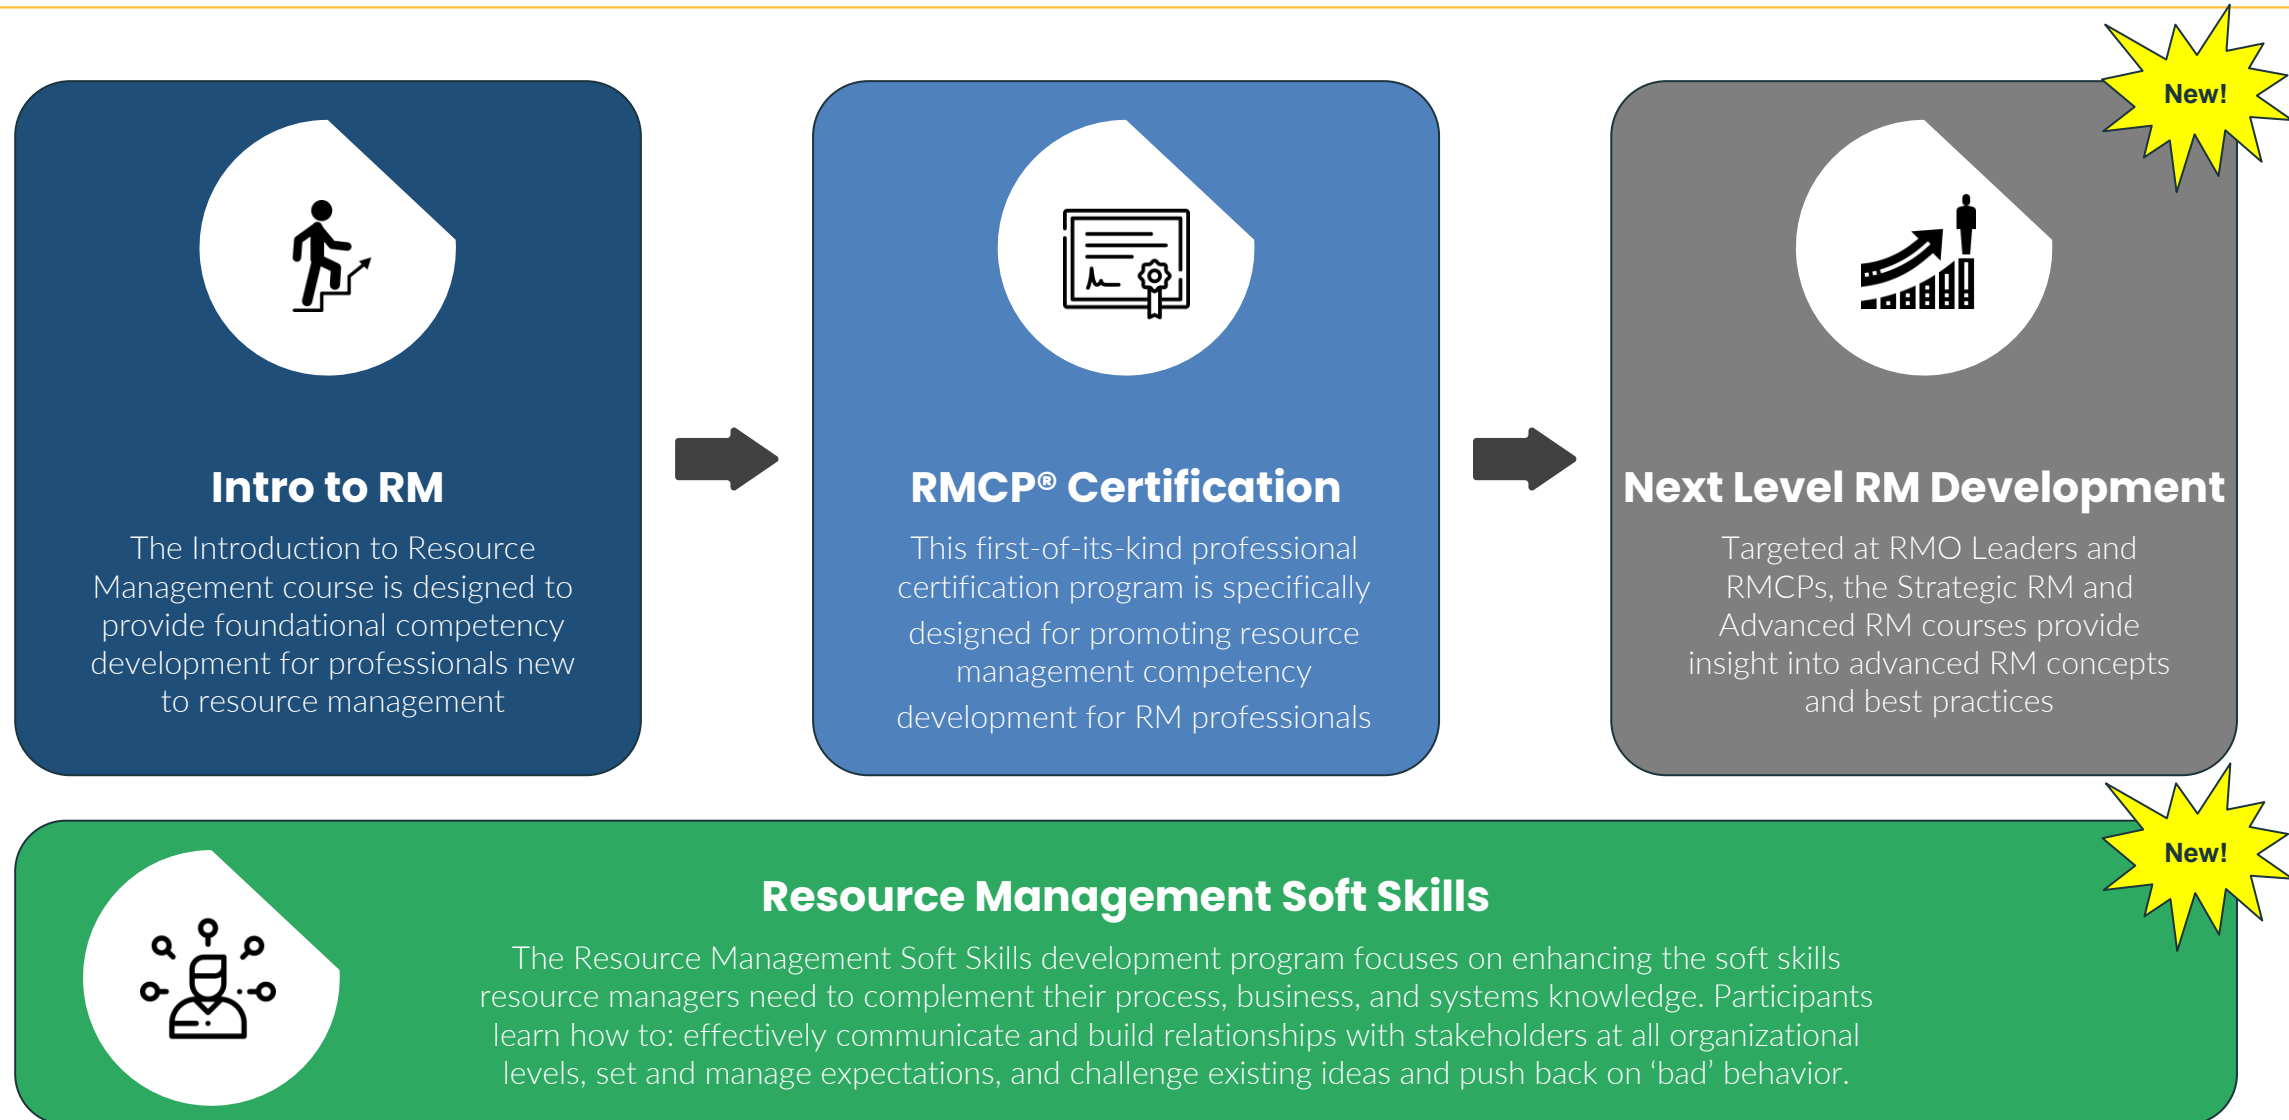 New!
Intro to RM
The Introduction to Resource
Management course is designed to
provide foundational competency
development for professionals new
to resource management
RMCP® Certification
This first-of-its-kind professional
certification program is specifically
designed for promoting resource
management competency
development for RM professionals
Next Level RM Development
Targeted at RMO Leaders and
RMCPs, the Strategic RM and
Advanced RM courses provide
insight into advanced RM concepts
and best practices
New!
Resource Management Soft Skills
The Resource Management Soft Skills development program focuses on enhancing the soft skills
resource managers need to complement their process, business, and systems knowledge. Participants
learn how to: effectively communicate and build relationships with stakeholders at all organizational
levels, set and manage expectations, and challenge existing ideas and push back on ‘bad’ behavior.